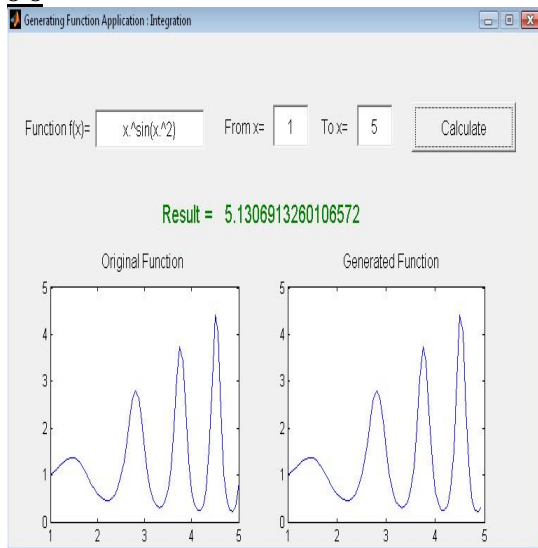 Generating Function Application : Integration
Function f(x)= x.^sin(x.^2) From x= 1 To x= 5 Calculate
Result = 5.1306913260106572
Original Function
5
4
3
2
1
0
1 2 3 4 5
Generated Function
5
4
3
2
1
0
1 2 3 4 5